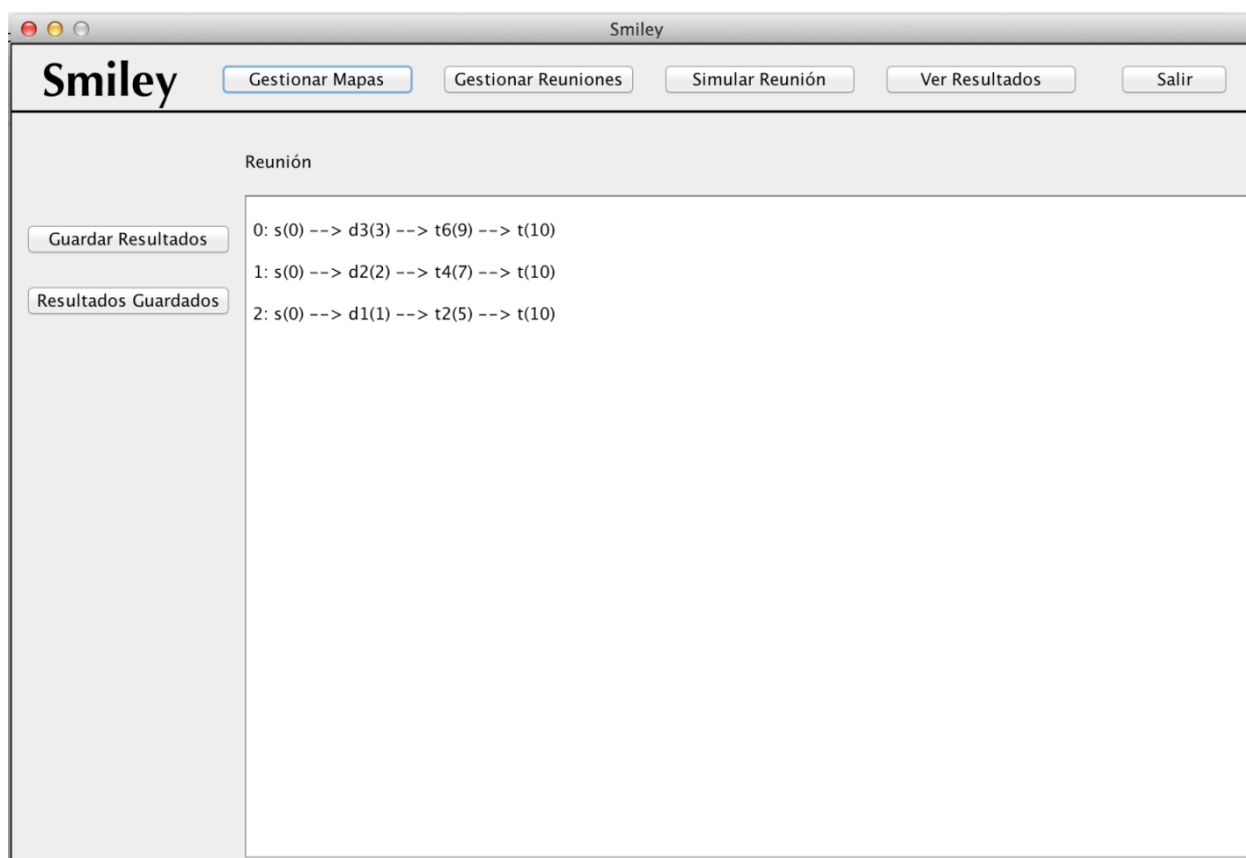 Smiley
Smiley Gestionar Mapas Gestionar Reuniones Simular Reunión Ver Resultados Salir
Reunión
Guardar Resultados
Resultados Guardados
0: s(0) --> d3(3) --> t6(9) --> t(10)
1: s(0) --> d2(2) --> t4(7) --> t(10)
2: s(0) --> d1(1) --> t2(5) --> t(10)